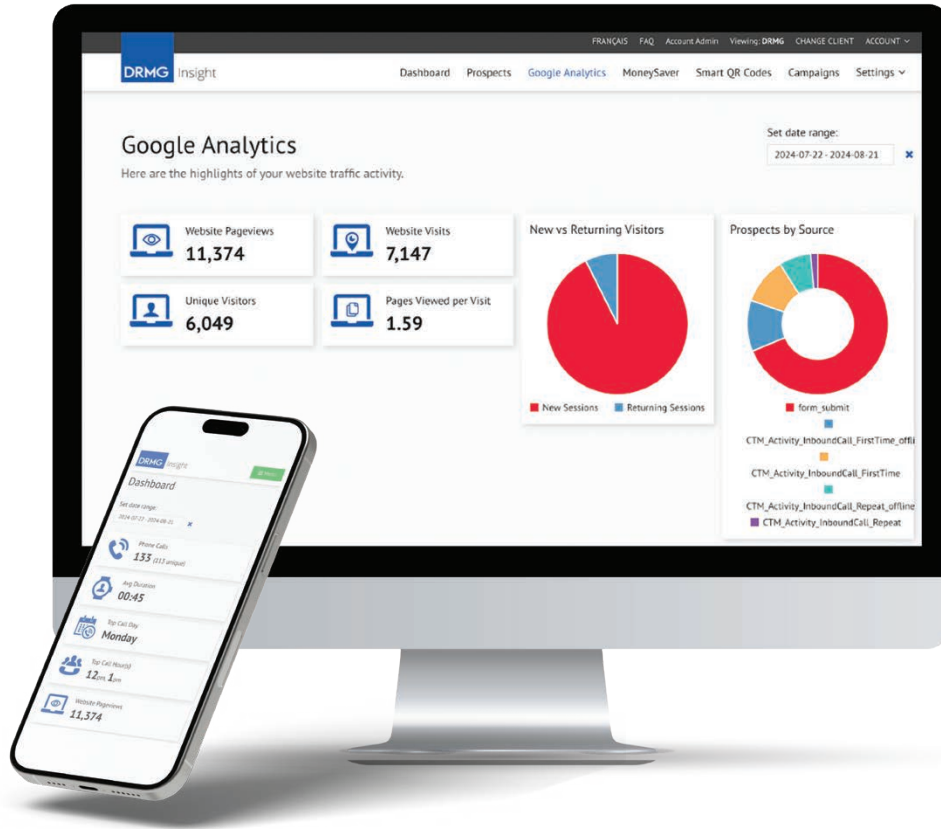 FRANÇAIS FAQ Account Admin Viewing: DRMG CHANGE CLIENT ACCOUNT
DRMG Insight
Dashboard Prospects Google Analytics MoneySaver Smart QR Codes Campaigns Settings
Google Analytics
Here are the highlights of your website traffic activity.
Set date range:
2024-07-22 - 2024-08-21
Website Pageviews
11,374
Website Visits
7,147
Unique Visitors
6,049
Pages Viewed per Visit
1.59
New vs Returning Visitors
New Sessions Returning Sessions
Prospects by Source
form_submit
CTM_Activity_InboundCall_FirstTime_offli
CTM_Activity_InboundCall_FirstTime
CTM_Activity_InboundCall_Repeat_offline
CTM_Activity_InboundCall_Repeat
DRMG Insight
Dashboard
Set date range:
Phone Calls
133
Avg Duration
00:45
Top Call Day
Monday
Top Call Hour(s)
12pm, 1pm
Website Pageviews
11,374